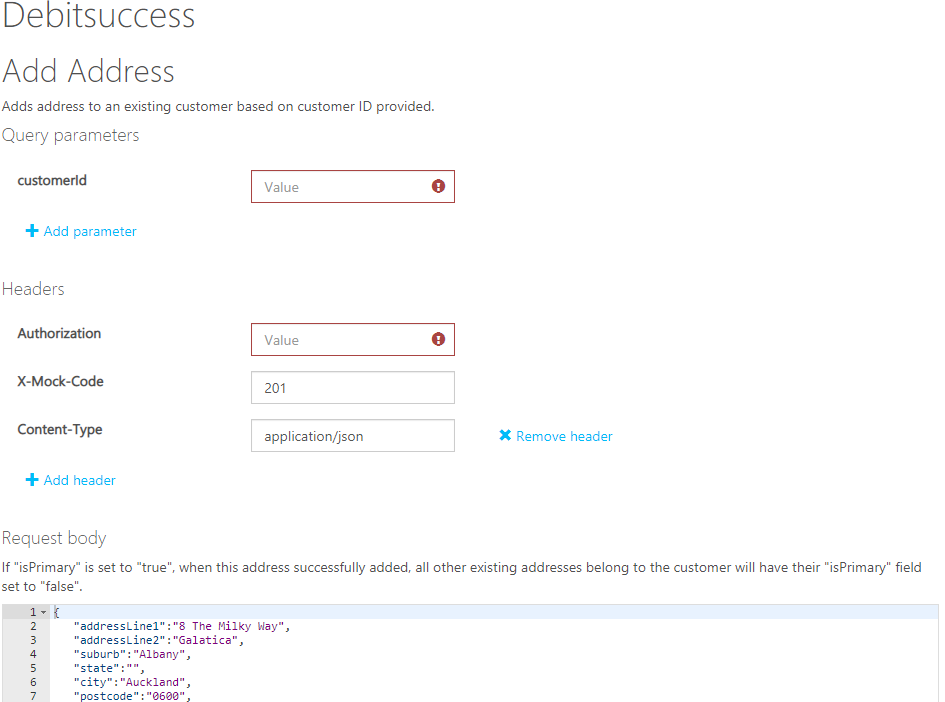 Debitsuccess
Add Address
Adds address to an existing customer based on customer ID provided.
Query parameters
customerId
Value
Add parameter
Headers
Authorization
Value
X-Mock-Code
201
Content-Type
application/json
Remove header
Add header
Request body
If "isPrimary" is set to "true", when this address successfully added, all other existing addresses belong to the customer will have their "isPrimary" field
set to "false".
1 {
2 "addressLine1":"8 The Milky Way",
3 "addressLine2":"Galatica",
4 "suburb":"Albany",
5 "state":"",
6 "city":"Auckland",
7 "postcode":"0600",